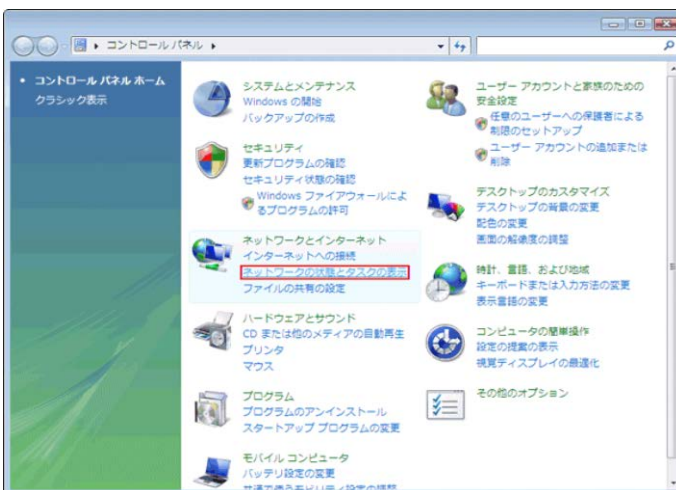 コントロール パネル
コントロール パネル ホーム
クラシック表示
システムとメンテナンス
Windows の開始
バックアップの作成
セキュリティ
更新プログラムの確認
セキュリティ状態の確認
Windows ファイアウォールによ
るプログラムの許可
ネットワークとインターネット
インターネットへの接続
ネットワークの状態とタスクの表示
ファイルの共有の設定
ハードウェアとサウンド
CD または他のメディアの自動再生
プリンタ
マウス
プログラム
プログラムのアンインストール
スタートアップ プログラムの変更
モバイル コンピュータ
バッテリ設定の変更
共通で使うモビリティ設定の調整
ユーザー アカウントと家族のための
安全設定
任意のユーザーへの保護者による
制限のセットアップ
ユーザー アカウントの追加または
削除
デスクトップのカスタマイズ
デスクトップの背景の変更
配色の変更
画面の解像度の調整
時計、言語、および地域
キーボードまたは入力方法の変更
表示言語の変更
コンピュータの簡単操作
設定の提案の表示
視覚ディスプレイの最適化
その他のオプション